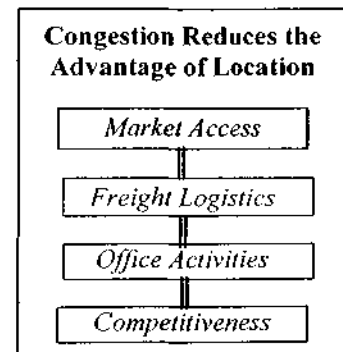 Congestion Reduces the
Advantage of Location
Market Access
Freight Logistics
Office Activities
Competitiveness